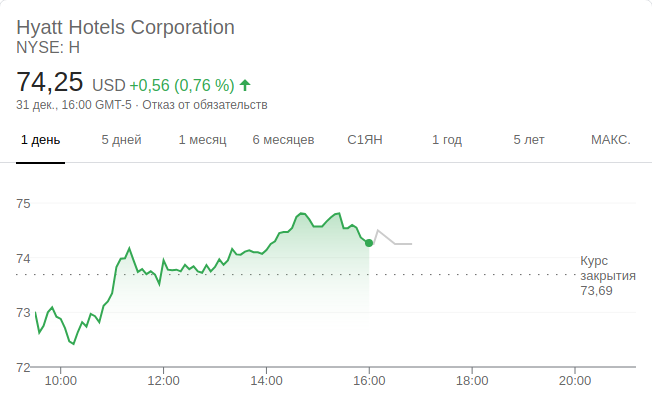 Hyatt Hotels Corporation
NYSE: H
74,25 USD +0,56 (0,76 %)
31 дек., 16:00 GMT-5 · Отказ от обязательств
1 день 5 дней 1 месяц 6 месяцев С1ЯН 1 год 5 лет МАКС.
75
74
Курс
закрытия
73,69
73
72
10:00 12:00 14:00 16:00 18:00 20:00